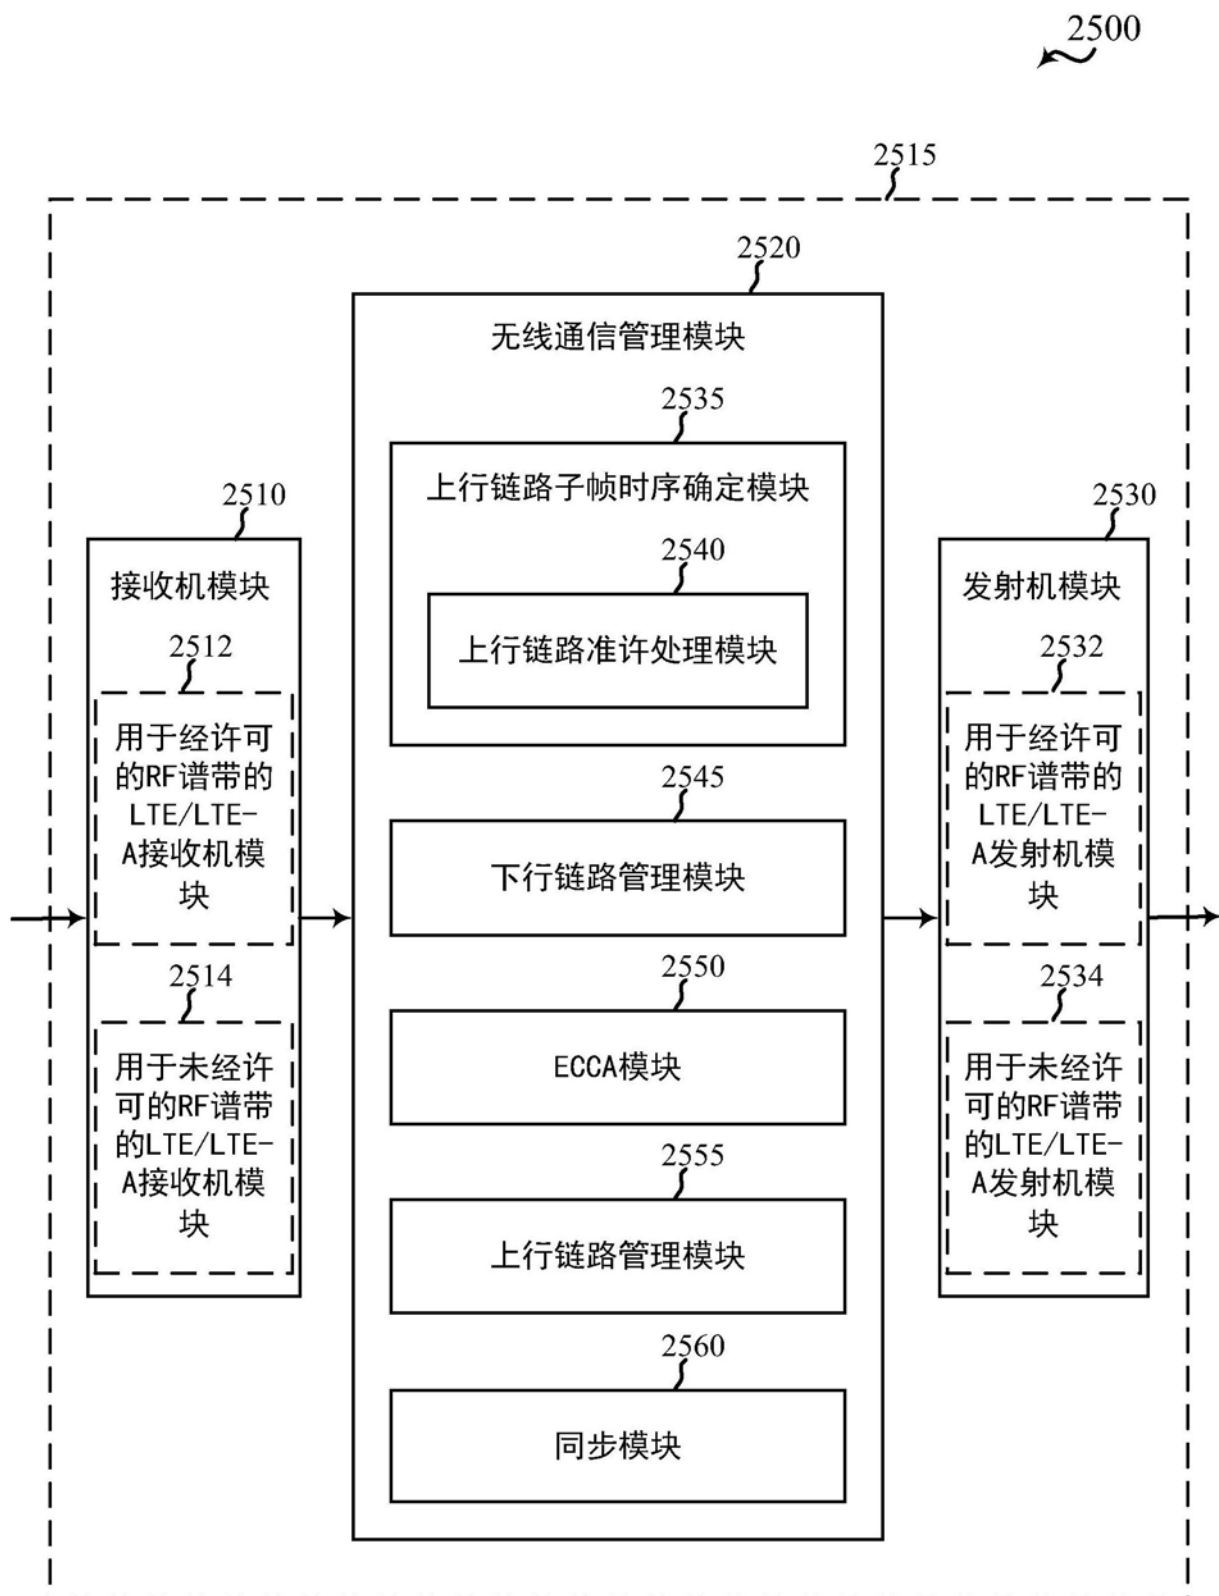 2500
2515
2520
无线通信管理模块
2535
上行链路子帧时序确定模块
2540
上行链路准许处理模块
2510
接收机模块
2512
用于经许可
的RF谱带的
LTE/LTE-
A接收机模
块
2514
用于未经许
可的RF谱带
的LTE/LTE-
A接收机模
块
2545
下行链路管理模块
2550
ECCA模块
2555
上行链路管理模块
2560
同步模块
2530
发射机模块
2532
用于经许可
的RF谱带的
LTE/LTE-
A发射机模
块
2534
用于未经许
可的RF谱带
的LTE/LTE-
A发射机模
块